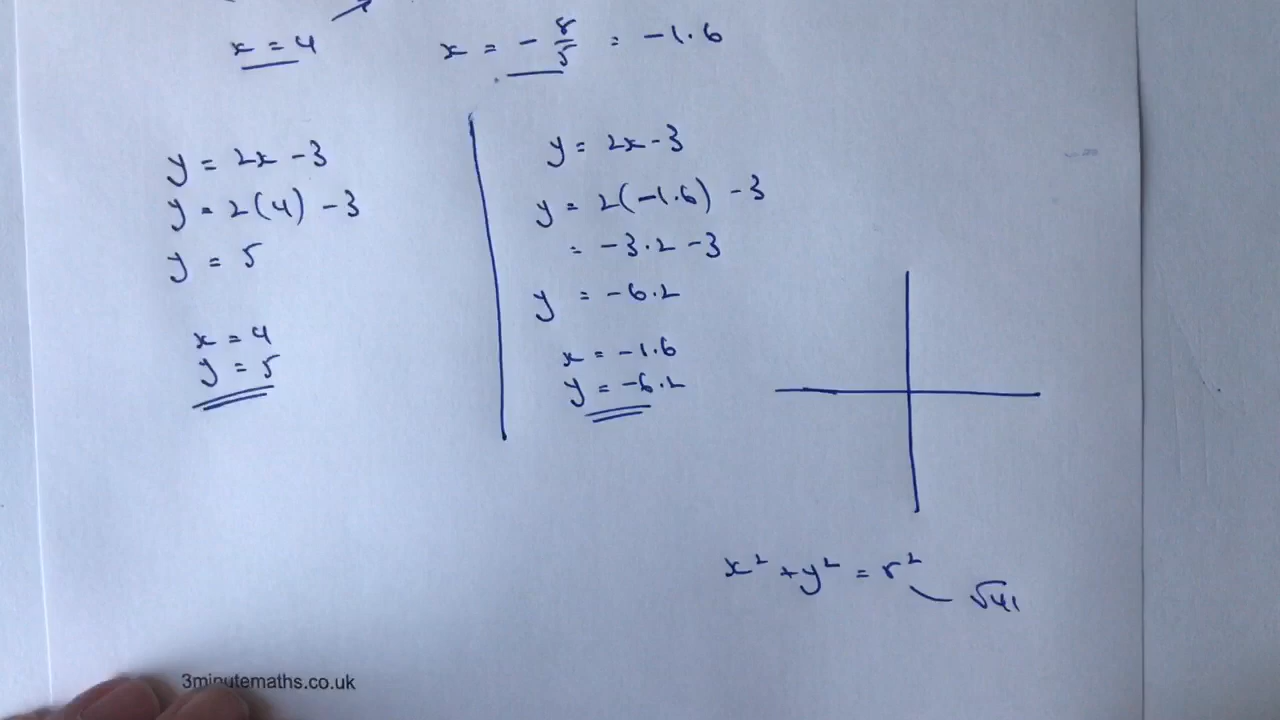 x = 4
x = - 8/5 = -1.6
y = 2x - 3
y = 2(4) - 3
y = 5
x = 4
y = 5
y = 2x - 3
y = 2(-1.6) - 3
= -3.2 - 3
y = -6.2
x = -1.6
y = -6.2
x² + y² = r²
√41
3minutemaths.co.uk